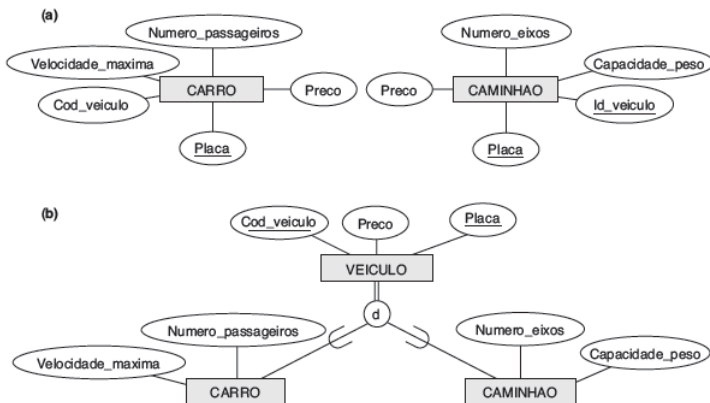 (a)
Numero_passageiros
Numero_eixos
Velocidade_maxima
Capacidade_peso
CARRO
Preco
Preco
CAMINHAO
Cod_veiculo
Id_veiculo
Placa
Placa
(b)
Cod_veiculo
Preco
Placa
VEICULO
d
Numero_passageiros
Numero_eixos
Velocidade_maxima
Capacidade_peso
CARRO
CAMINHAO